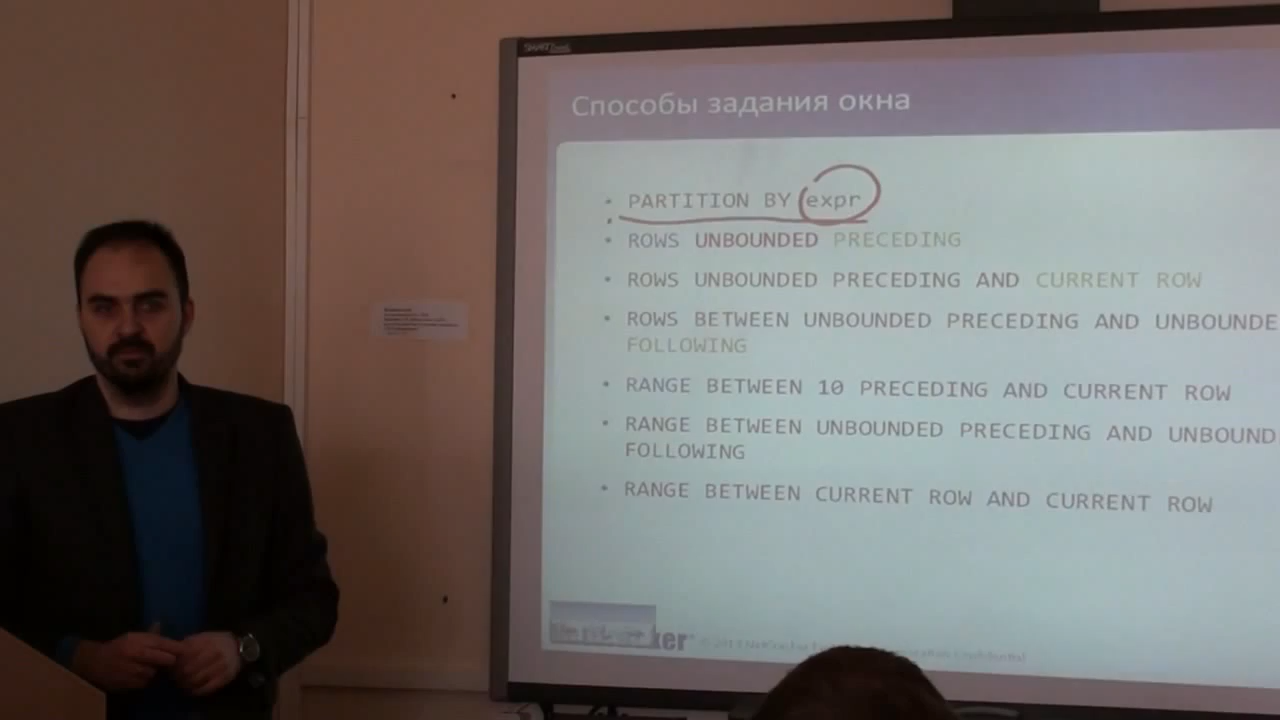 SMART
Способы задания окна
• PARTITION BY expr
• ROWS UNBOUNDED PRECEDING
• ROWS UNBOUNDED PRECEDING AND CURRENT ROW
• ROWS BETWEEN UNBOUNDED PRECEDING AND UNBOUNDE
FOLLOWING
• RANGE BETWEEN 10 PRECEDING AND CURRENT ROW
• RANGE BETWEEN UNBOUNDED PRECEDING AND UNBOUND
FOLLOWING
• RANGE BETWEEN CURRENT ROW AND CURRENT ROW